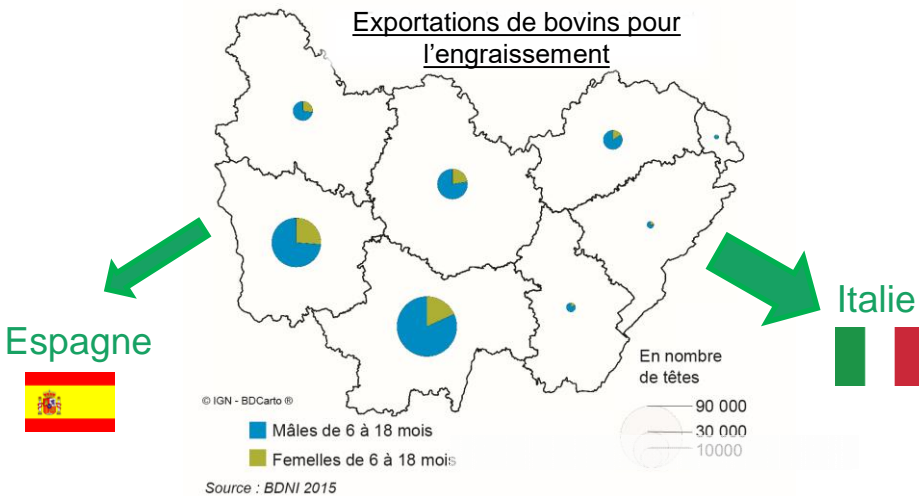 Exportations de bovins pour
l'engraissement
Espagne
Italie
En nombre
de têtes
90 000
30 000
10000
© IGN - BDCarto ®
Mâles de 6 à 18 mois
Femelles de 6 à 18 mois
Source : BDNI 2015